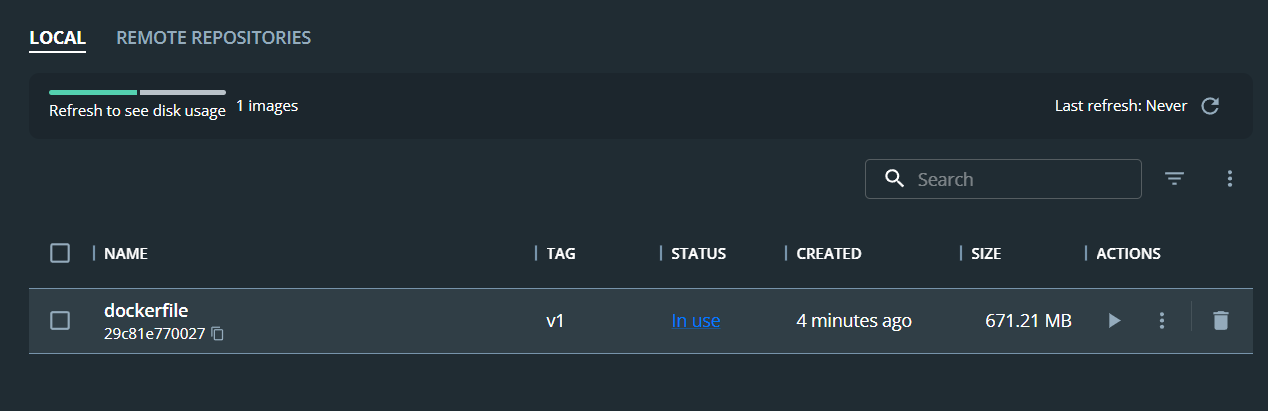 LOCAL REMOTE REPOSITORIES
Refresh to see disk usage 1 images Last refresh: Never
Search
NAME TAG STATUS CREATED SIZE ACTIONS
dockerfile v1 In use 4 minutes ago 671.21 MB
29c81e770027